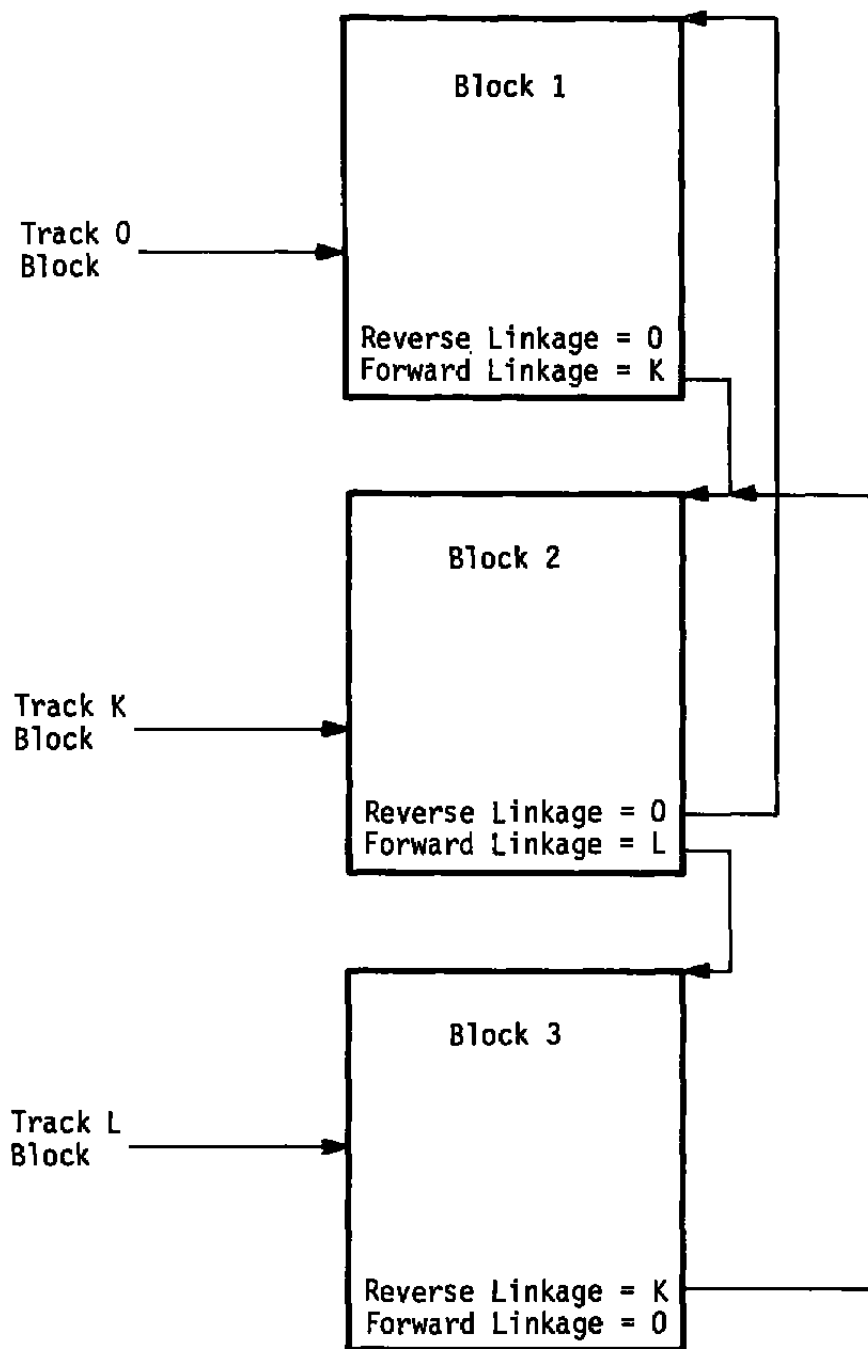 Block 1
Track 0
Block
Reverse Linkage = 0
Forward Linkage = K
Block 2
Track K
Block
Reverse Linkage = 0
Forward Linkage = L
Block 3
Track L
Block
Reverse Linkage = K
Forward Linkage = 0